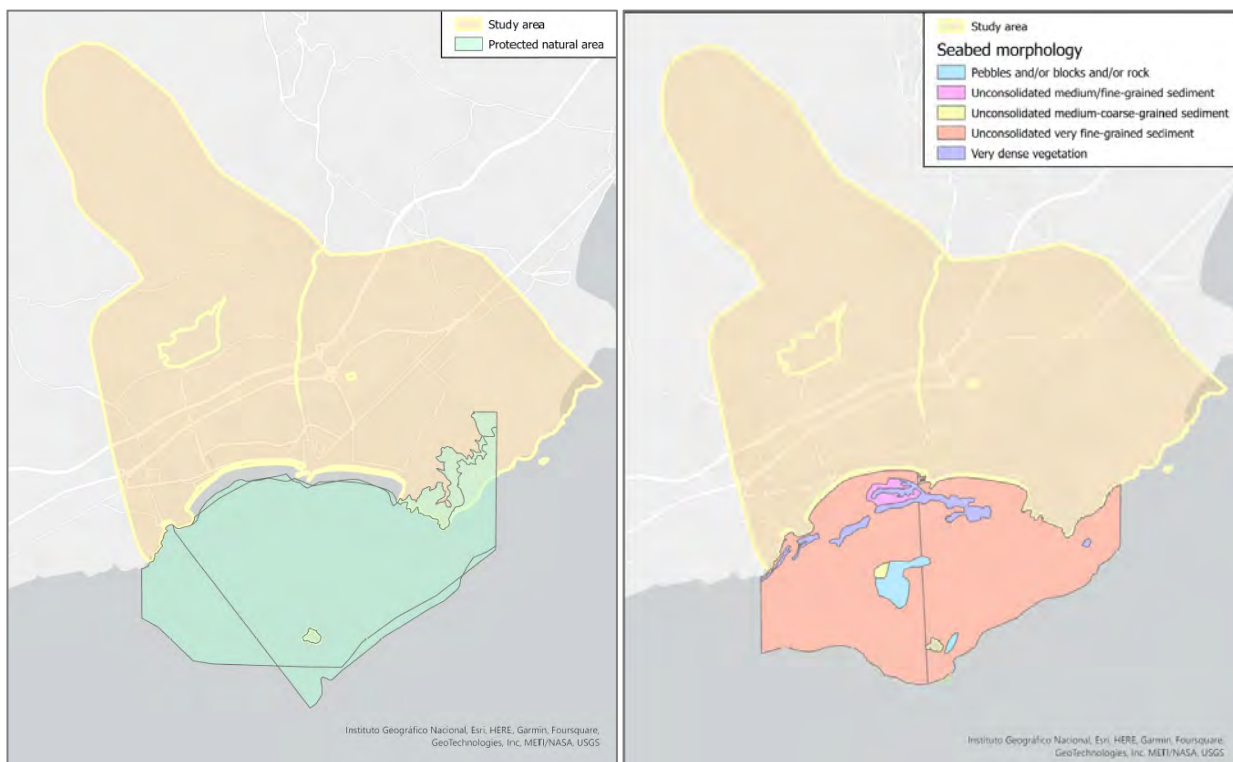 Study area
Protected natural area
Instituto Geográfico Nacional, Esri, HERE, Garmin, Foursquare,
GeoTechnologies, Inc, METI/NASA, USGS
Study area
Seabed morphology
Pebbles and/or blocks and/or rock
Unconsolidated medium/fine-grained sediment
Unconsolidated medium-coarse-grained sediment
Unconsolidated very fine-grained sediment
Very dense vegetation
Instituto Geográfico Nacional, Esri, HERE, Garmin, Foursquare,
GeoTechnologies, Inc, METI/NASA, USGS